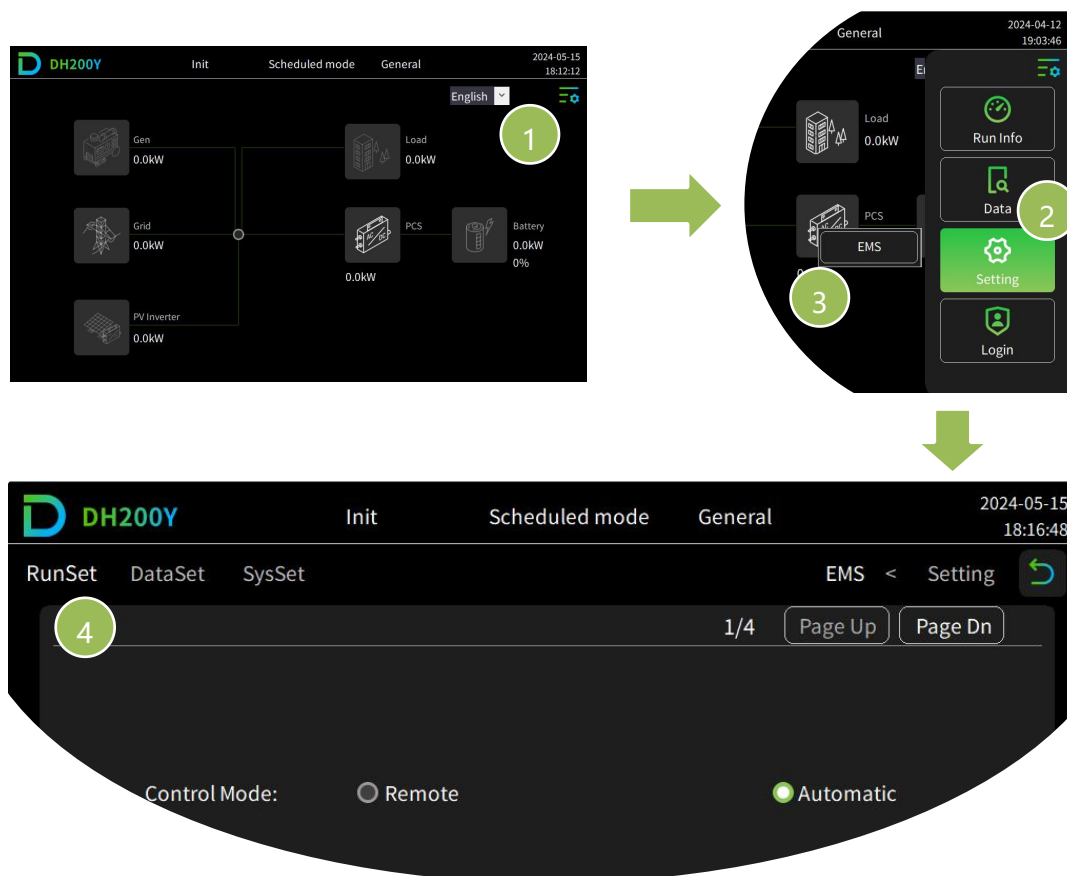 DH200Y Init Scheduled mode General 2024-05-15
18:12:12
English
1
Gen
0.0kW
Load
0.0kW
Grid
0.0kW
PCS
0.0kW
Battery
0.0kW
0%
PV Inverter
0.0kW
General 2024-04-12
19:03:46
Run Info
Load
0.0kW
Data
2
PCS
EMS
Setting
3
Login
DH200Y Init Scheduled mode General 2024-05-15
18:16:48
RunSet DataSet SysSet EMS < Setting
4
1/4 Page Up Page Dn
Control Mode: Remote Automatic